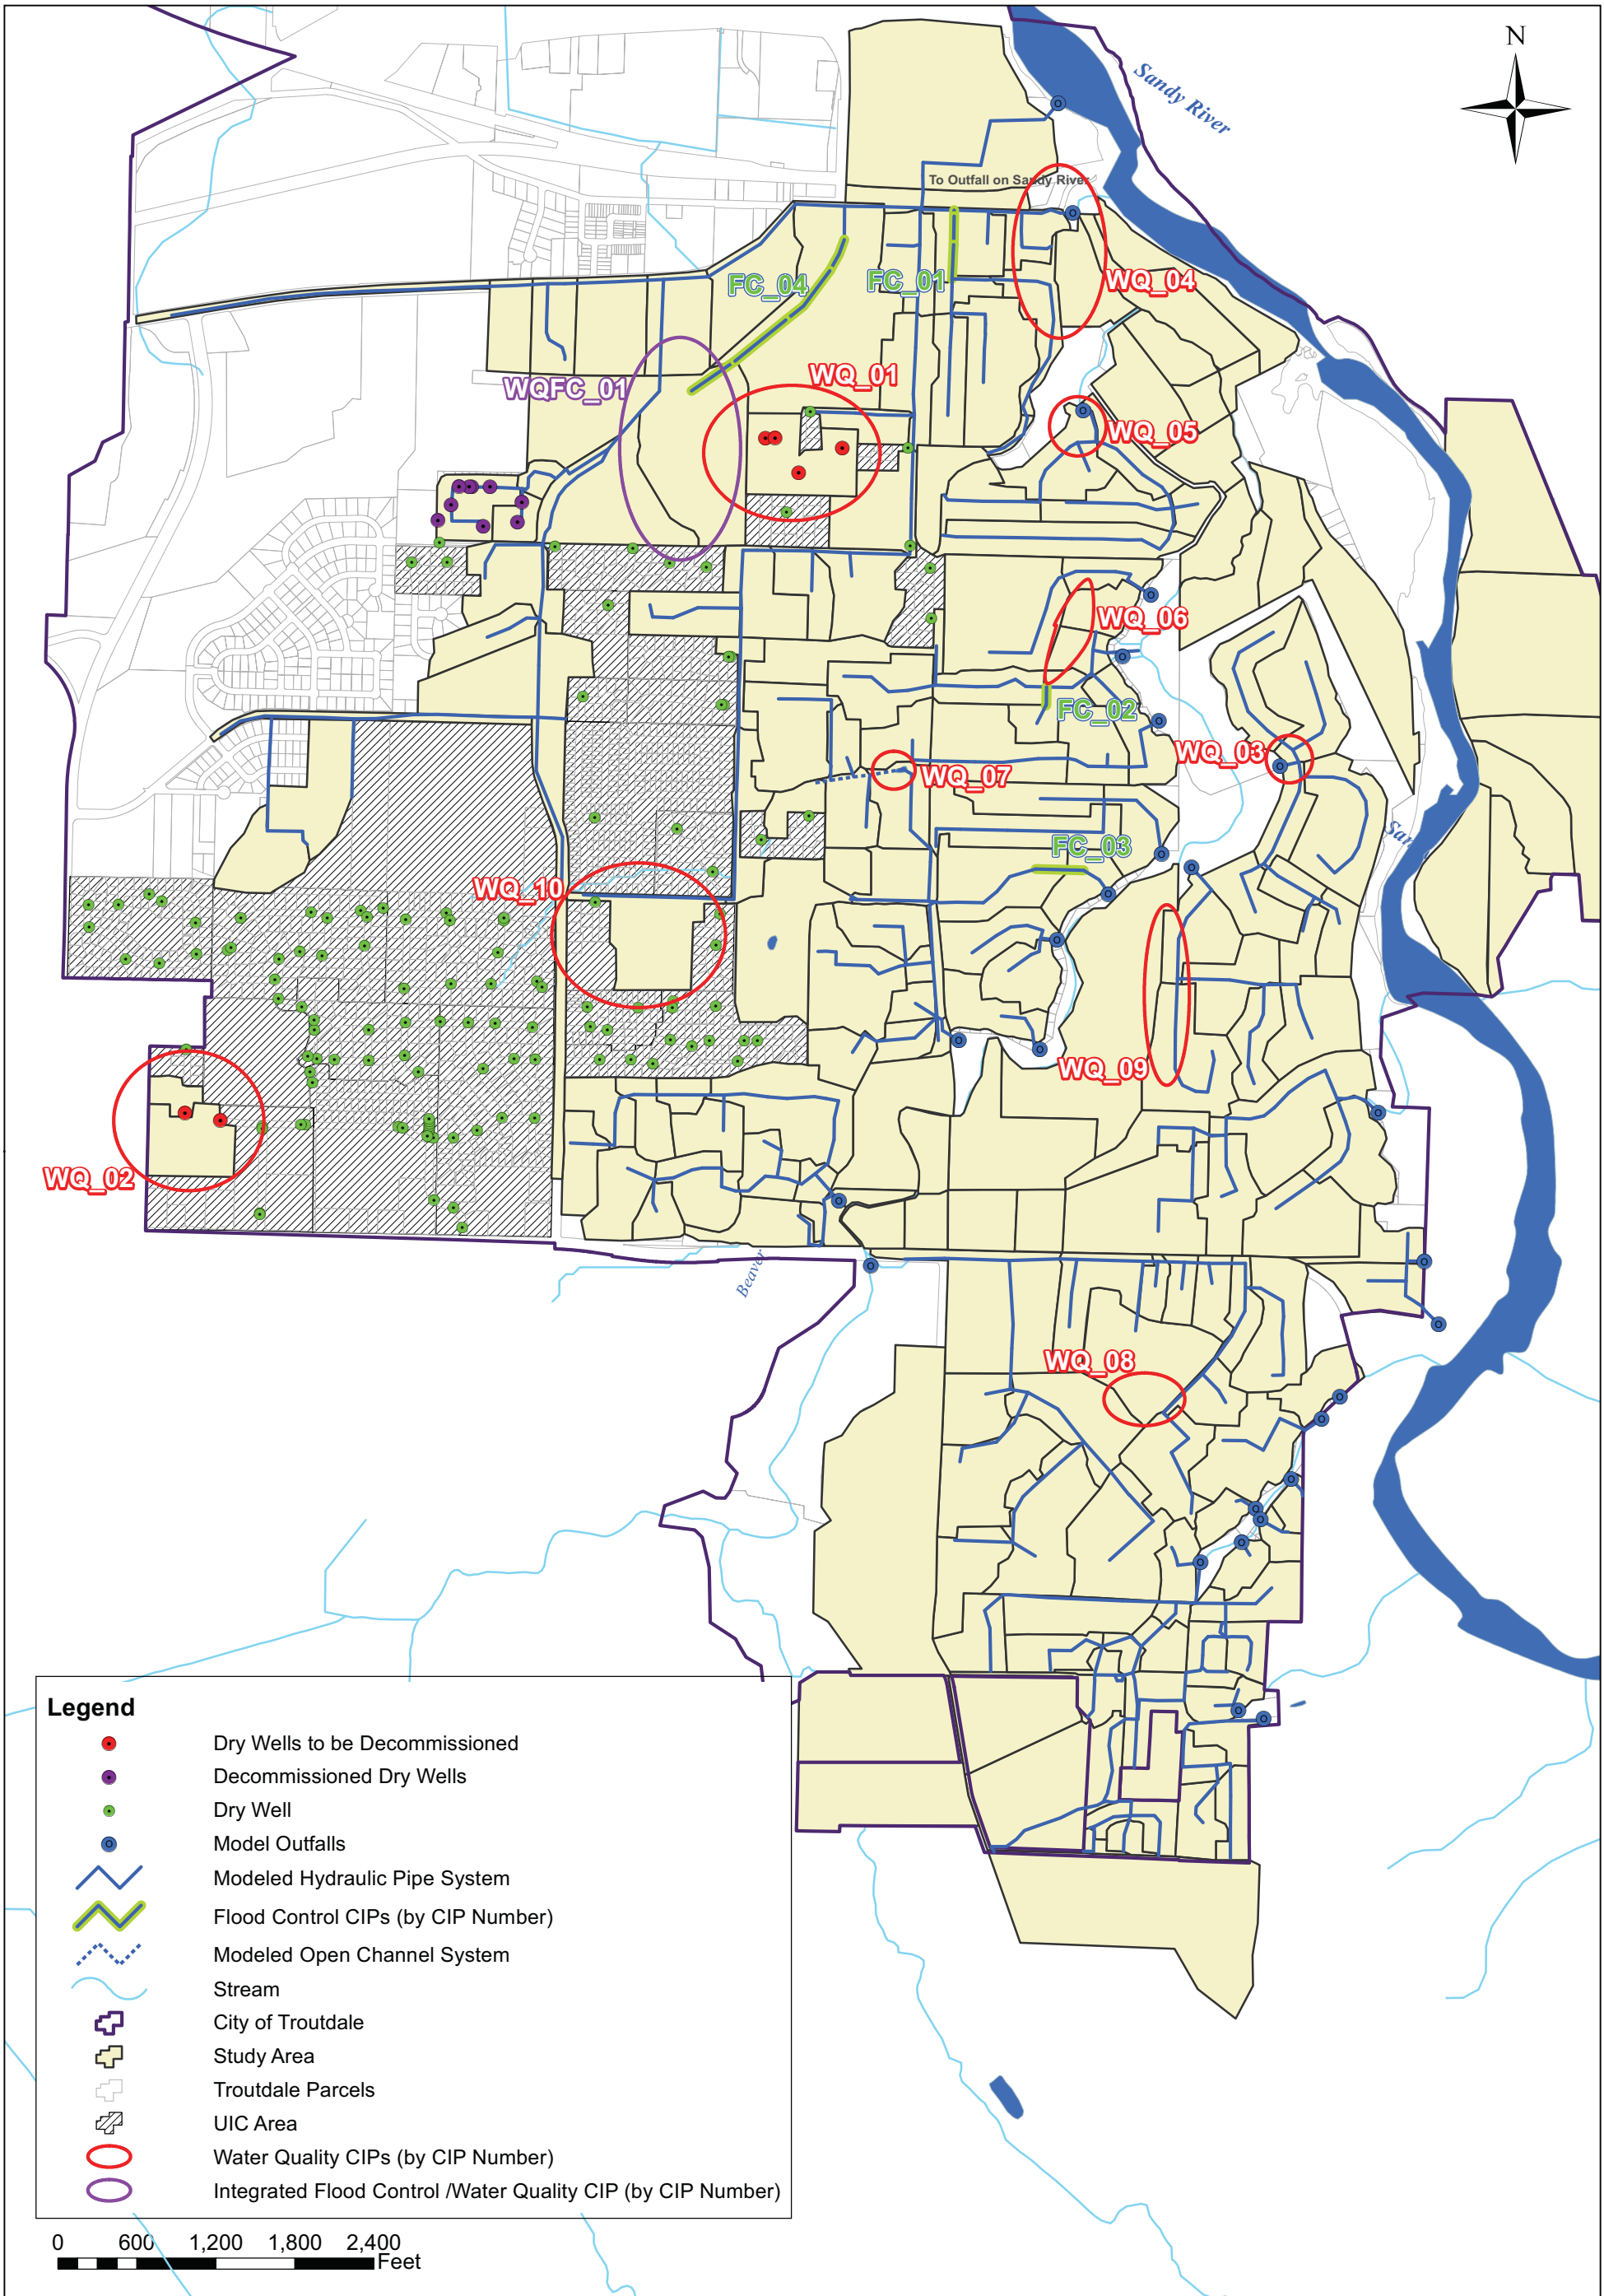 N
Sandy River
To Outfall on Sandy River
FC_04
FC_01
WQ_04
WQFC_01
WQ_01
WQ_05
WQ_06
FC_02
WQ_03
WQ_07
San
FC_03
WQ_10
WQ_09
WQ_02
Beaver
WQ_08
Legend
Dry Wells to be Decommissioned
Decommissioned Dry Wells
Dry Well
Model Outfalls
Modeled Hydraulic Pipe System
Flood Control CIPs (by CIP Number)
Modeled Open Channel System
Stream
City of Troutdale
Study Area
Troutdale Parcels
UIC Area
Water Quality CIPs (by CIP Number)
Integrated Flood Control /Water Quality CIP (by CIP Number)
0 600 1,200 1,800 2,400
Feet